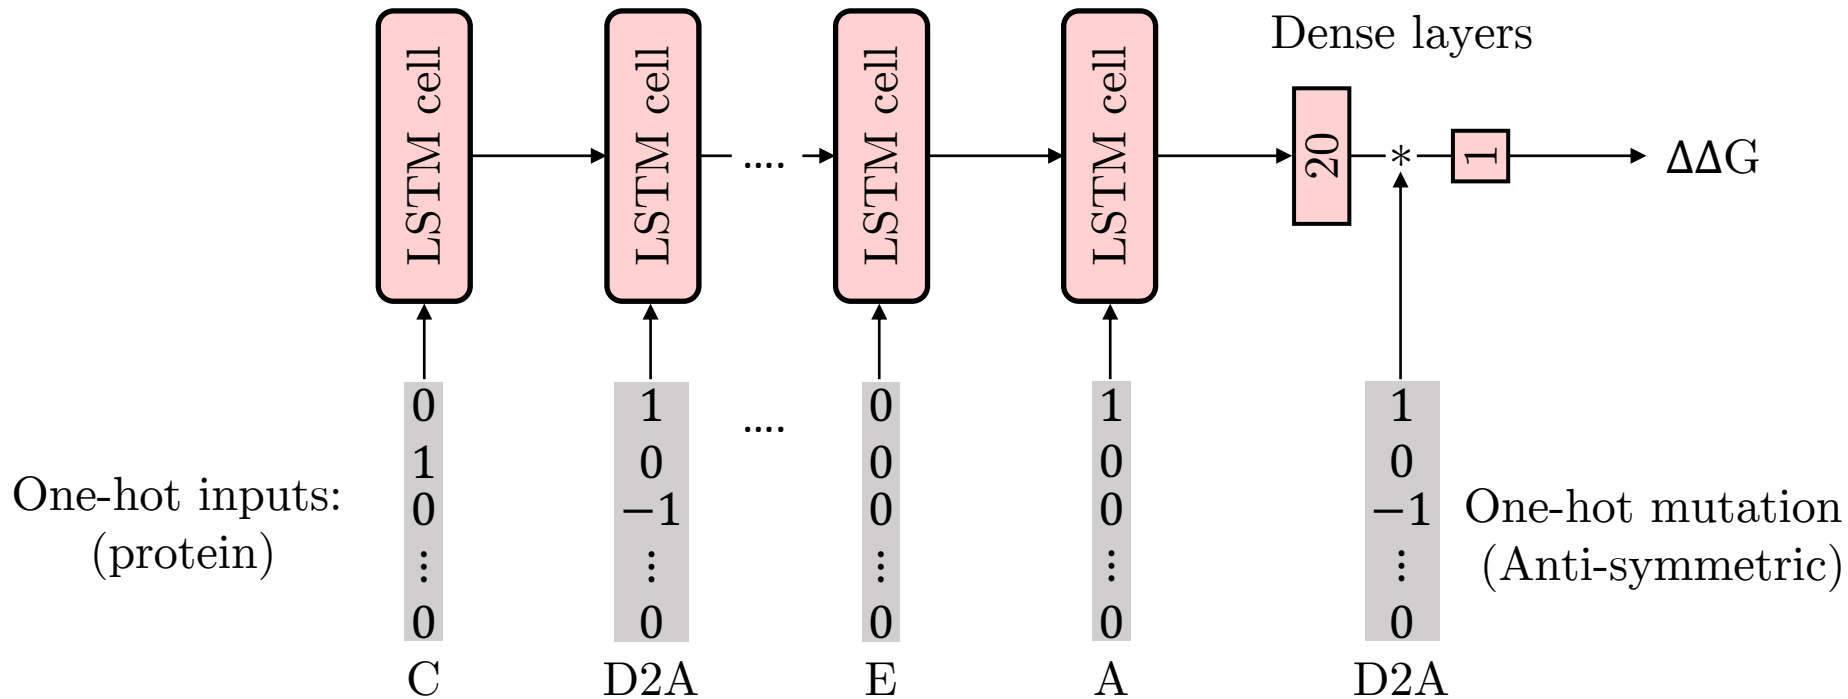 Dense layers
LSTM cell
LSTM cell
....
LSTM cell
LSTM cell
20
*
1
ΔΔG
0
1
0
⋮
0
1
0
−1
⋮
0
....
0
0
0
⋮
0
1
0
0
⋮
0
1
0
−1
⋮
0
One-hot inputs:
(protein)
One-hot mutation
(Anti-symmetric)
C
D2A
E
A
D2A